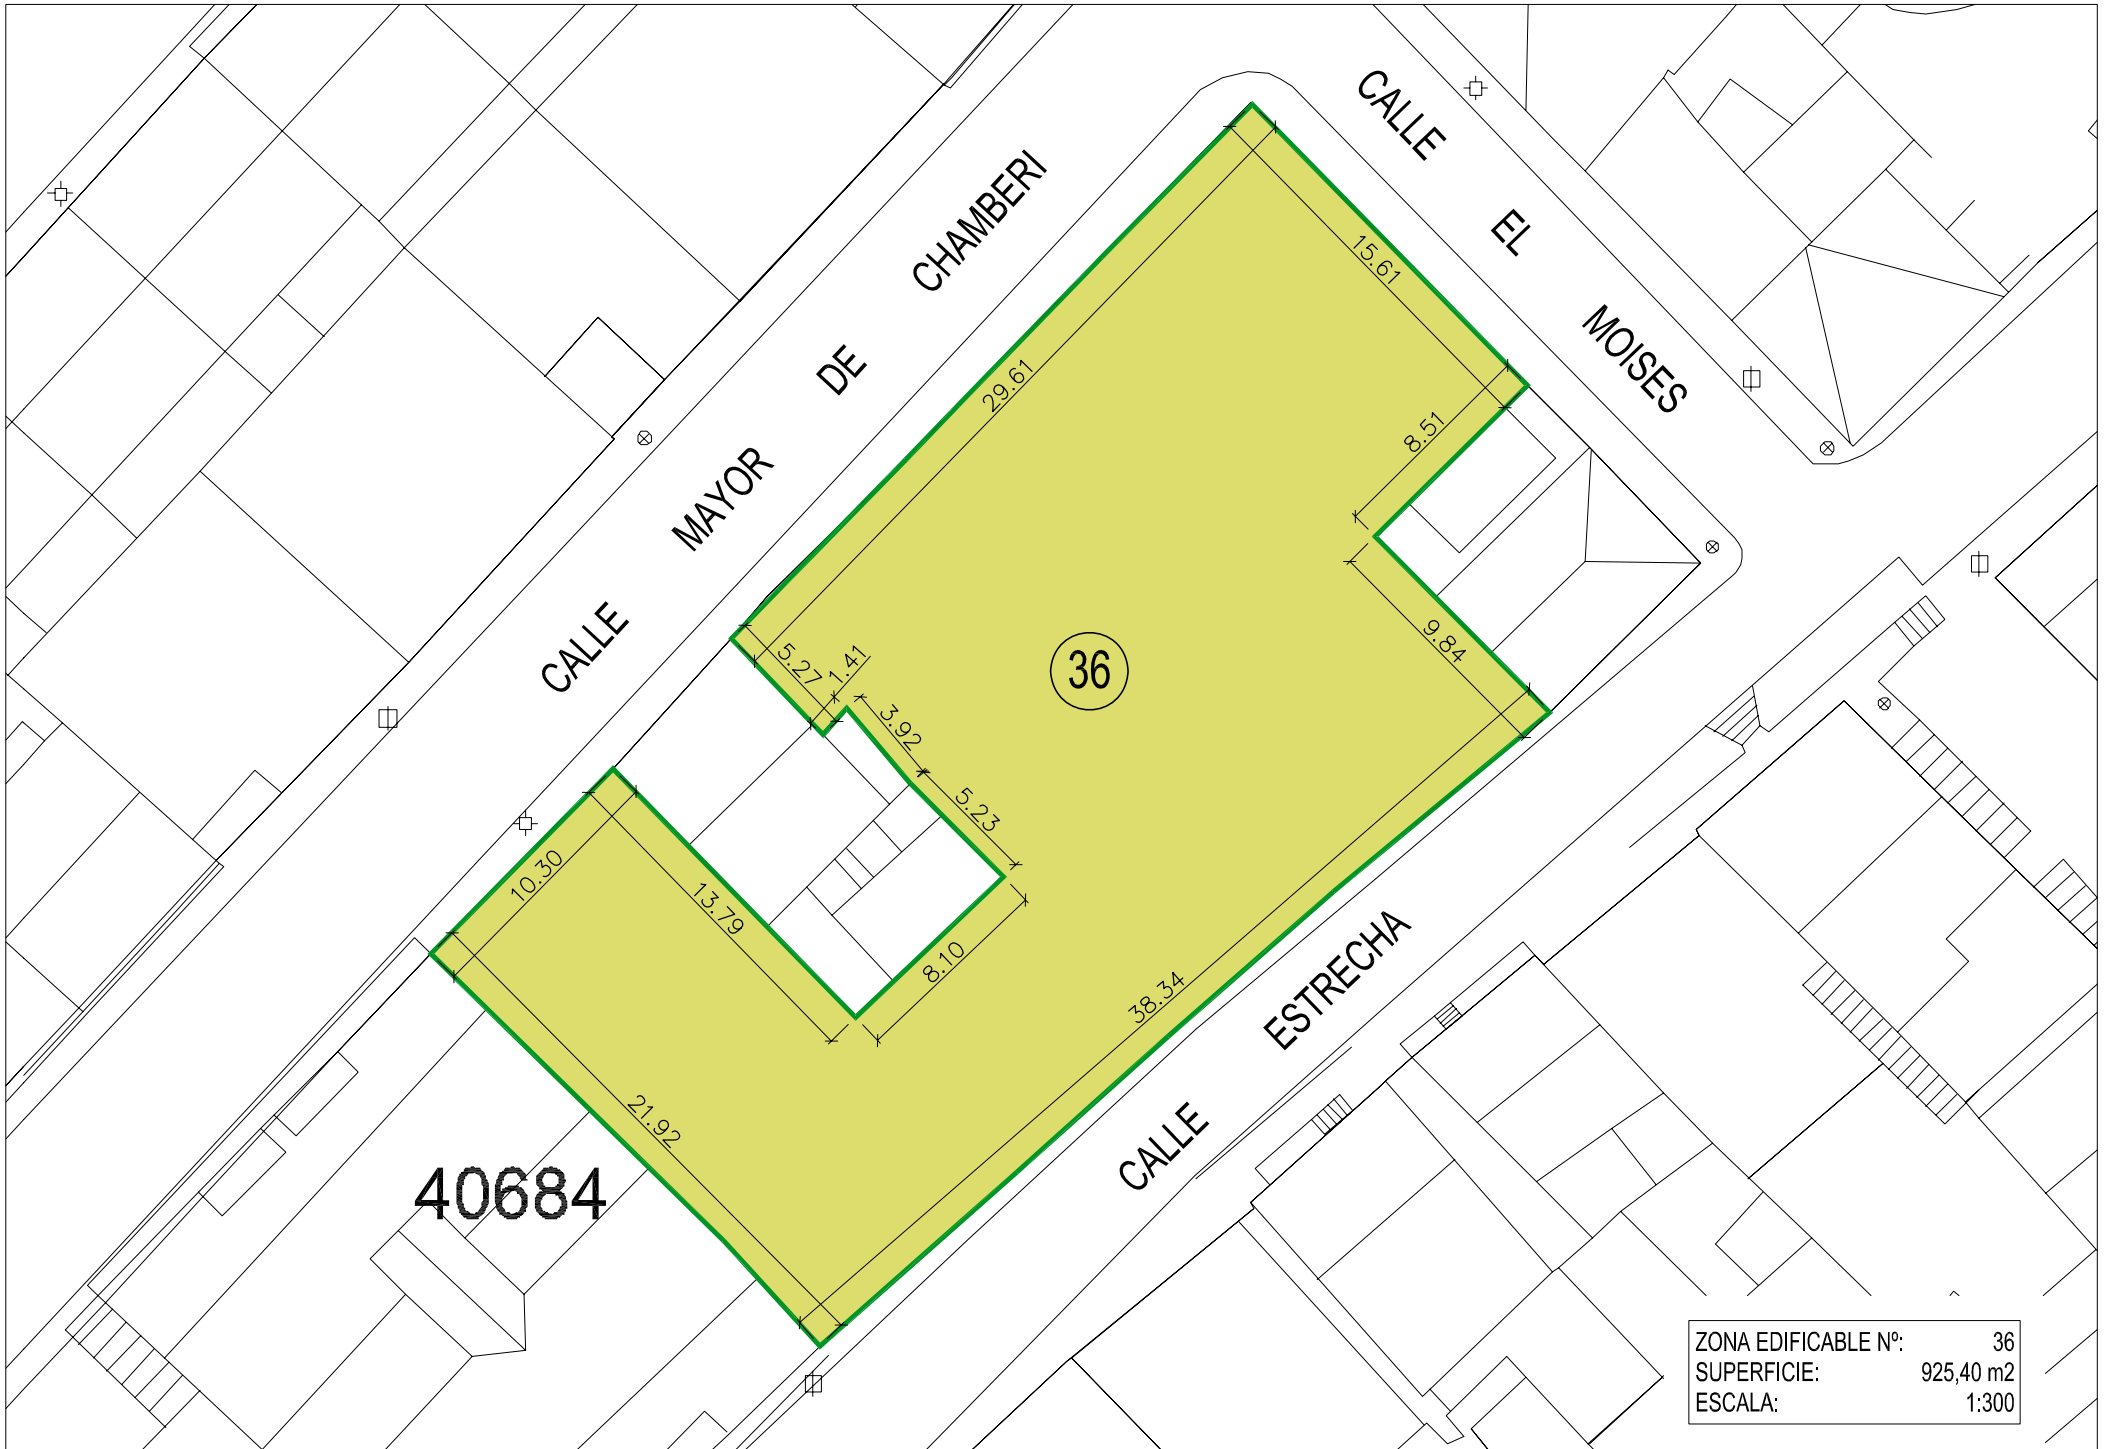 CALLE MAYOR DE CHAMBERI
CALLE EL MOISES
15.61
29.61
8.51
9.84
36
5.27
1.41
3.92
5.23
10.30
13.79
8.10
38.34
21.92
CALLE ESTRECHA
40684
ZONA EDIFICABLE Nº: 36
SUPERFICIE: 925,40 m2
ESCALA: 1:300